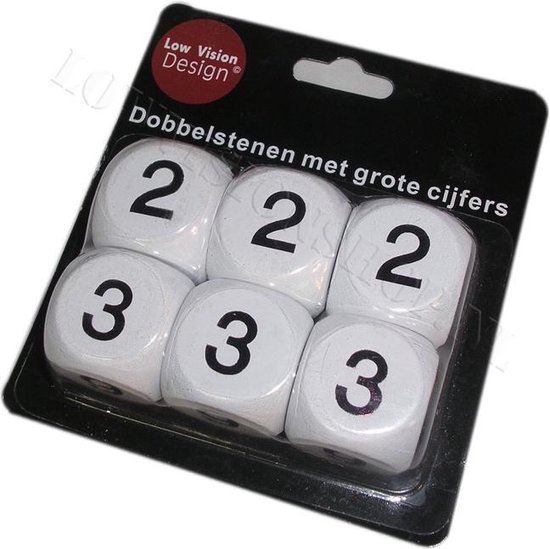 Low Vision
Design©
Dobbelstenen met grote cijfers
2 2 2
3 3 3